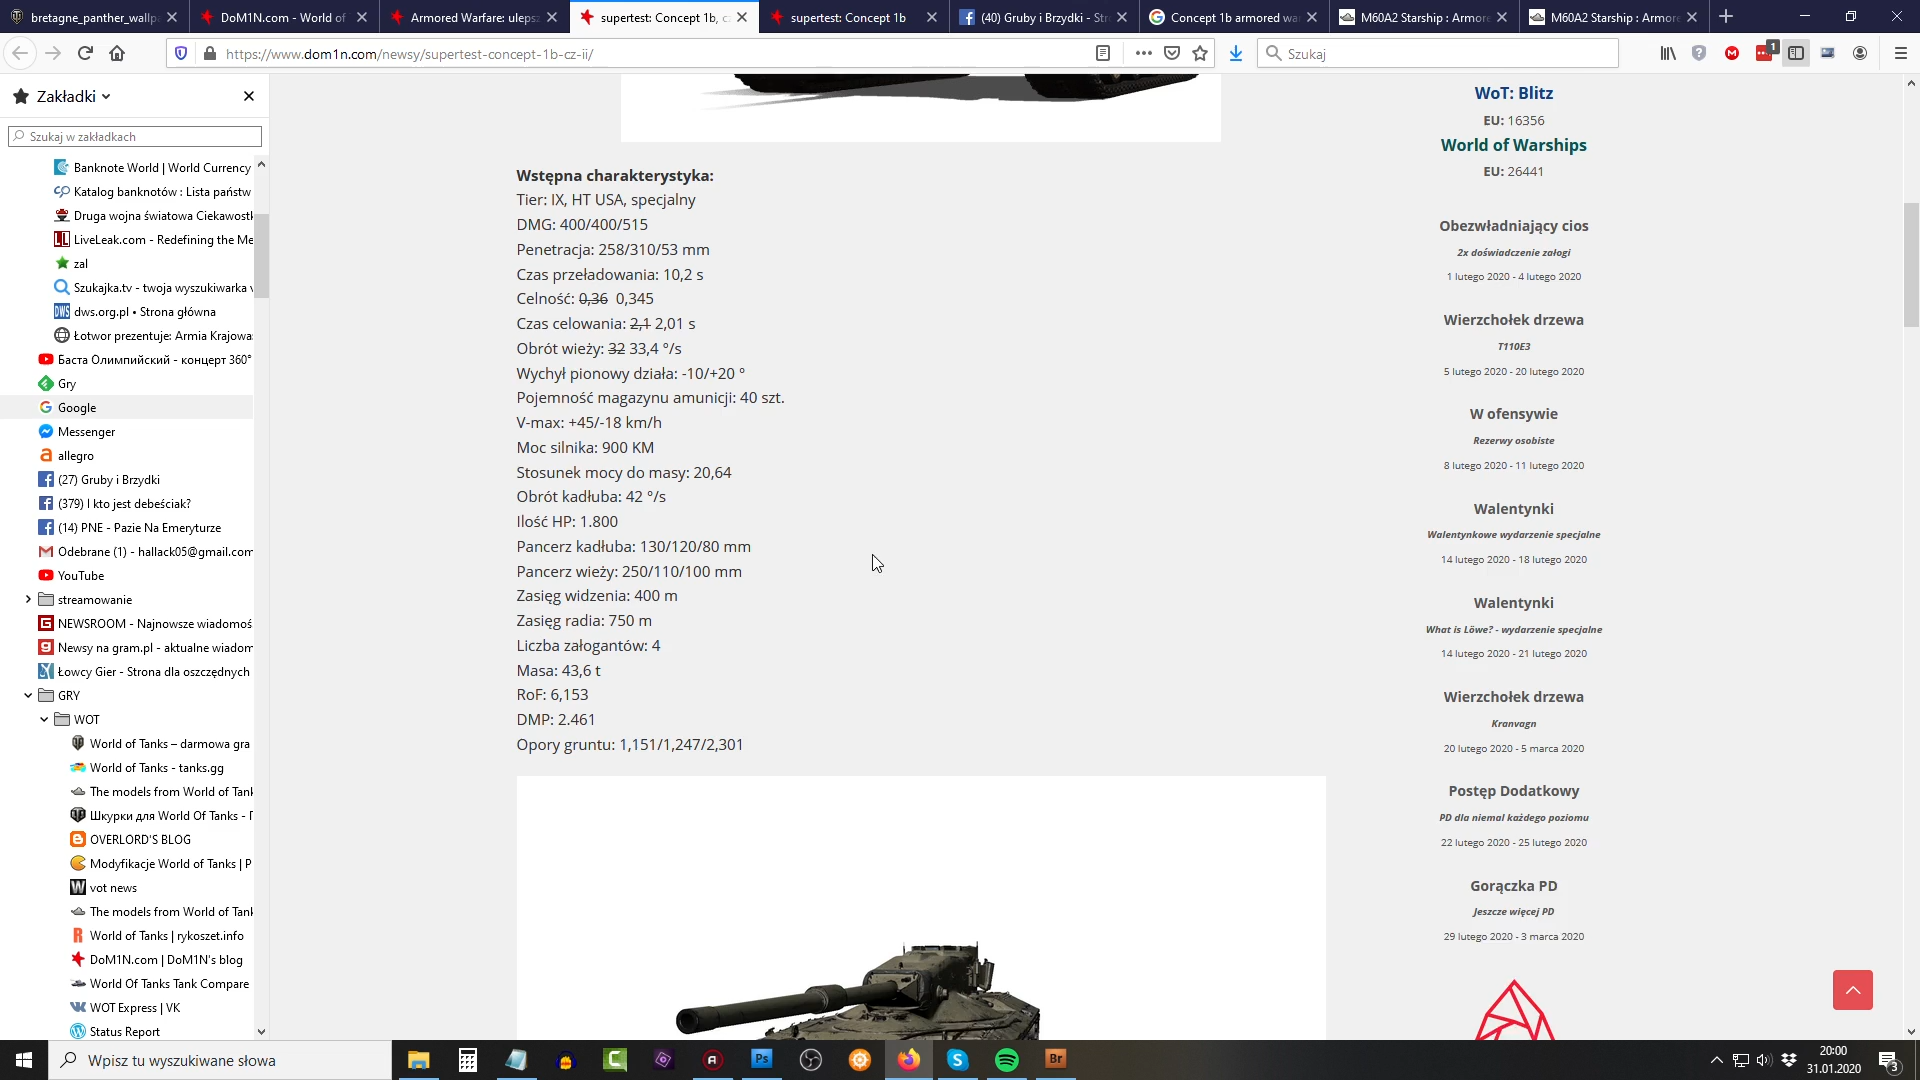 bretagne_panther_wallp
DoM1N.com - World of
Armored Warfare: uleps
supertest: Concept 1b, c
supertest: Concept 1b
(40) Gruby i Brzydki - St
Concept 1b armored wa
M60A2 Starship : Armore
M60A2 Starship : Armore
https://www.dom1n.com/newsy/supertest-concept-1b-cz-ii/
Szukaj
1
Zakładki
Szukaj w zakładkach
Banknote World | World Currency
Katalog banknotów : Lista państw
Druga wojna światowa Ciekawostk
LiveLeak.com - Redefining the Me
zal
Szukajka.tv - twoja wyszukiwarka
dws.org.pl • Strona główna
Łotwor prezentuje: Armia Krajowa:
Баста Олимпийский - концерт 360°
Gry
Google
Messenger
allegro
(27) Gruby i Brzydki
(379) I kto jest debeściak?
(14) PNE - Pazie Na Emeryturze
Odebrane (1) - hallack05@gmail.com
YouTube
streamowanie
NEWSROOM - Najnowsze wiadomoś
Newsy na gram.pl - aktualne wiadom
Łowcy Gier - Strona dla oszczędnych
GRY
WOT
World of Tanks – darmowa gra
World of Tanks - tanks.gg
The models from World of Tank
Шкурки для World Of Tanks - Г
OVERLORD'S BLOG
Modyfikacje World of Tanks | P
vot news
The models from World of Tank
World of Tanks | rykoszet.info
DoM1N.com | DoM1N's blog
World Of Tanks Tank Compare
WOT Express | VK
Status Report
Wstępna charakterystyka:
Tier: IX, HT USA, specjalny
DMG: 400/400/515
Penetracja: 258/310/53 mm
Czas przeładowania: 10,2 s
Celność: 0,36 0,345
Czas celowania: 2,1 2,01 s
Obrót wieży: 32 33,4 °/s
Wychył pionowy działa: -10/+20 °
Pojemność magazynu amunicji: 40 szt.
V-max: +45/-18 km/h
Moc silnika: 900 KM
Stosunek mocy do masy: 20,64
Obrót kadłuba: 42 °/s
Ilość HP: 1.800
Pancerz kadłuba: 130/120/80 mm
Pancerz wieży: 250/110/100 mm
Zasięg widzenia: 400 m
Zasięg radia: 750 m
Liczba załogantów: 4
Masa: 43,6 t
RoF: 6,153
DMP: 2.461
Opory gruntu: 1,151/1,247/2,301
WoT: Blitz
EU: 16356
World of Warships
EU: 26441
Obezwładniający cios
2x doświadczenie załogi
1 lutego 2020 - 4 lutego 2020
Wierzchołek drzewa
T110E3
5 lutego 2020 - 20 lutego 2020
W ofensywie
Rezerwy osobiste
8 lutego 2020 - 11 lutego 2020
Walentynki
Walentynkowe wydarzenie specjalne
14 lutego 2020 - 18 lutego 2020
Walentynki
What is Löwe? - wydarzenie specjalne
14 lutego 2020 - 21 lutego 2020
Wierzchołek drzewa
Kranvagn
20 lutego 2020 - 5 marca 2020
Postęp Dodatkowy
PD dla niemal każdego poziomu
22 lutego 2020 - 25 lutego 2020
Gorączka PD
Jeszcze więcej PD
29 lutego 2020 - 3 marca 2020
Wpisz tu wyszukiwane słowa
Ps
Br
20:00
31.01.2020
3